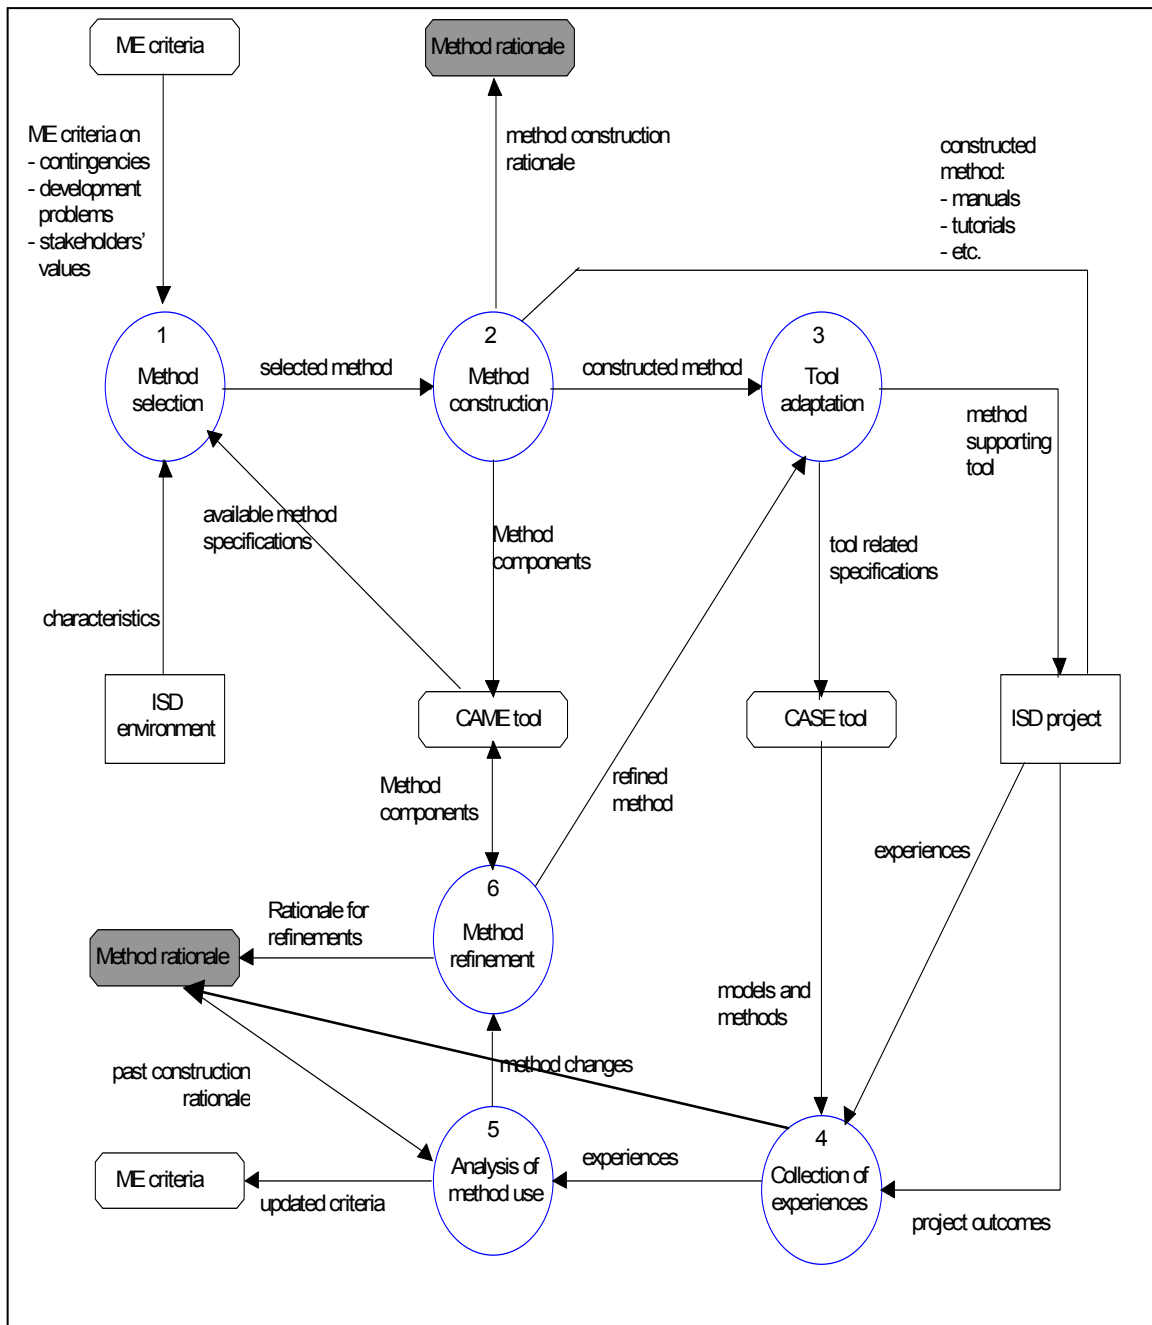 ME criteria
Method rationale
ME criteria on
- contingencies
- development
problems
- stakeholders'
values
method construction
rationale
constructed
method:
- manuals
- tutorials
- etc.
1
Method
selection
selected method
2
Method
construction
constructed method
3
Tool
adaptation
method
supporting
tool
available method
specifications
Method
components
tool related
specifications
characteristics
ISD
environment
CAME tool
CASE tool
ISD project
Method
components
refined
method
experiences
6
Method
refinement
Rationale for
refinements
Method rationale
models and
methods
method changes
past construction
rationale
5
Analysis of
method use
experiences
4
Collection of
experiences
ME criteria
updated criteria
project outcomes